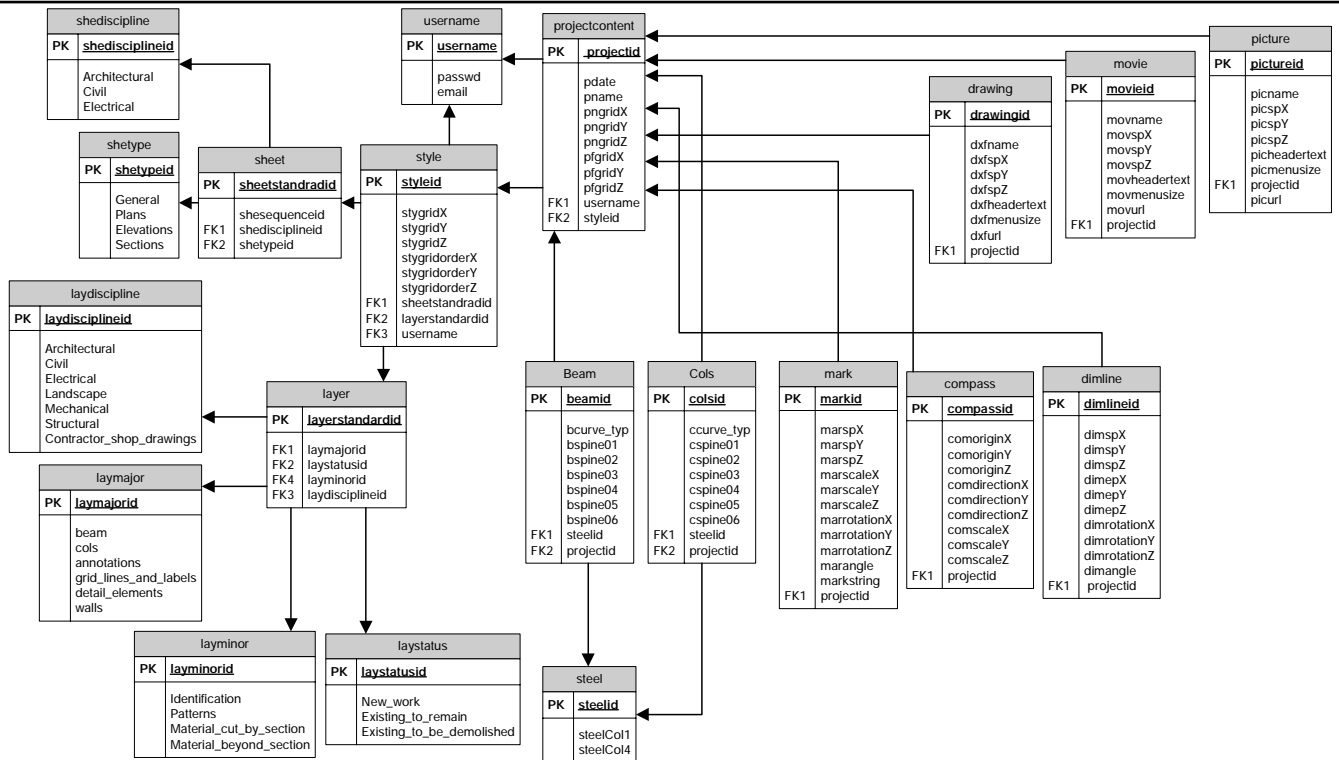 shediscipline
PK shedisciplineid
Architectural
Civil
Electrical
username
PK username
passwd
email
projectcontent
PK projectid
pdate
pname
pngridX
pngridY
pngridZ
pfgridX
pfgridY
pfgridZ
FK1 username
FK2 styleid
picture
PK pictureid
picname
picspX
picspY
picspZ
picheadertext
picmenusize
FK1 projectid
picurl
movie
PK movieid
movname
movspX
movspY
movspZ
movheadertext
movmenusize
movurl
FK1 projectid
drawing
PK drawingid
dxfname
dxfspX
dxfspY
dxfspZ
dxfheadertext
dxfmenusize
dxfurl
FK1 projectid
shetype
PK shetypeid
General
Plans
Elevations
Sections
sheet
PK sheetstandradid
shesequenceid
FK1 shedisciplineid
FK2 shetypeid
style
PK styleid
stygridX
stygridY
stygridZ
stygridorderX
stygridorderY
stygridorderZ
FK1 sheetstandradid
FK2 layerstandardid
FK3 username
laydiscipline
PK laydisciplineid
Architectural
Civil
Electrical
Landscape
Mechanical
Structural
Contractor_shop_drawings
layer
PK layerstandardid
FK1 laymajorid
FK2 laystatusid
FK4 layminorid
FK3 laydisciplineid
Beam
PK beamid
bcurve_typ
bspine01
bspine02
bspine03
bspine04
bspine05
bspine06
FK1 steelid
FK2 projectid
Cols
PK colsid
ccurve_typ
cspine01
cspine02
cspine03
cspine04
cspine05
cspine06
FK1 steelid
FK2 projectid
mark
PK markid
marspX
marspY
marspZ
marscaleX
marscaleY
marscaleZ
marrotationX
marrotationY
marrotationZ
marangle
markstring
FK1 projectid
compass
PK compassid
comoriginX
comoriginY
comoriginZ
comdirectionX
comdirectionY
comdirectionZ
comscaleX
comscaleY
comscaleZ
FK1 projectid
dimline
PK dimlineid
dimspX
dimspY
dimspZ
dimepX
dimepY
dimepZ
dimrotationX
dimrotationY
dimrotationZ
dimangle
FK1 projectid
laymajor
PK laymajorid
beam
cols
annotations
grid_lines_and_labels
detail_elements
walls
layminor
PK layminorid
Identification
Patterns
Material_cut_by_section
Material_beyond_section
laystatus
PK laystatusid
New_work
Existing_to_remain
Existing_to_be_demolished
steel
PK steelid
steelCol1
steelCol4